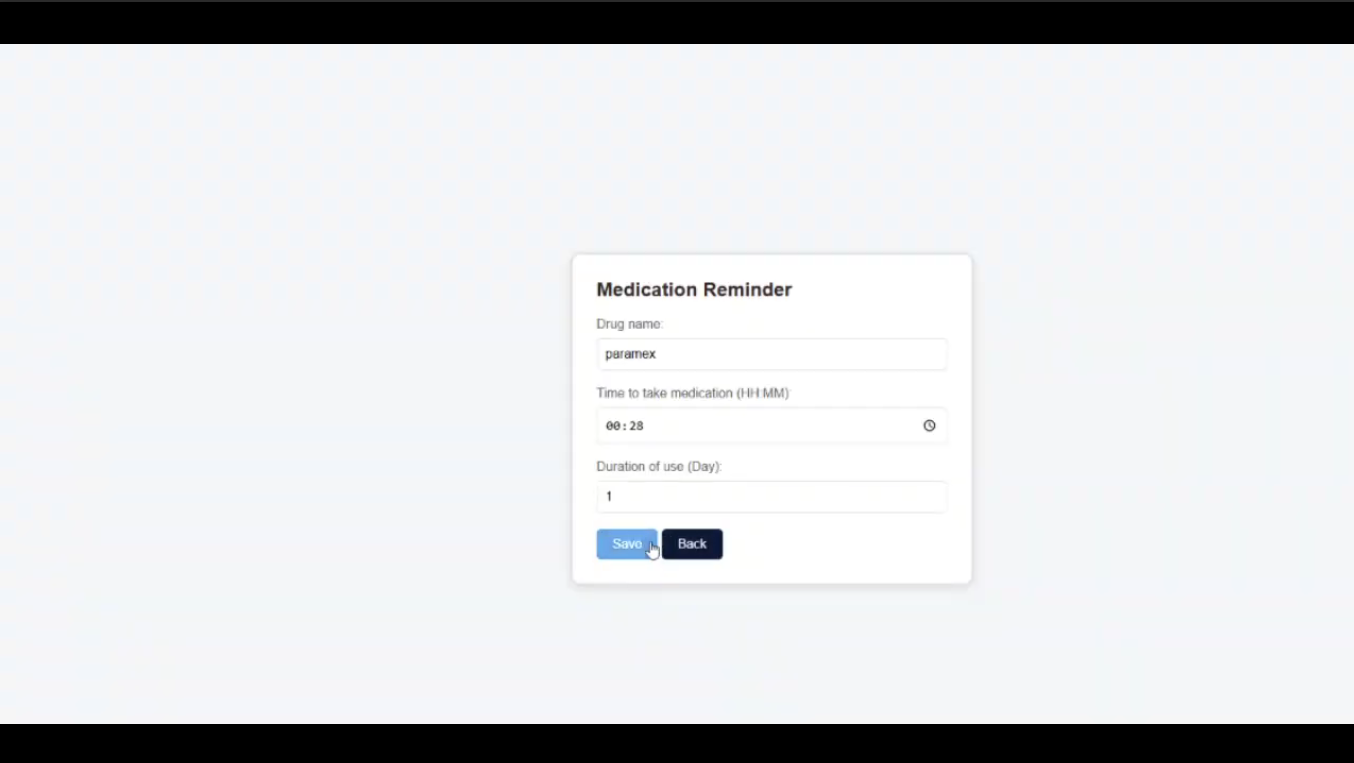 Medication Reminder
Drug name:
paramex
Time to take medication (HH:MM):
00:28
Duration of use (Day):
1
Save
Back